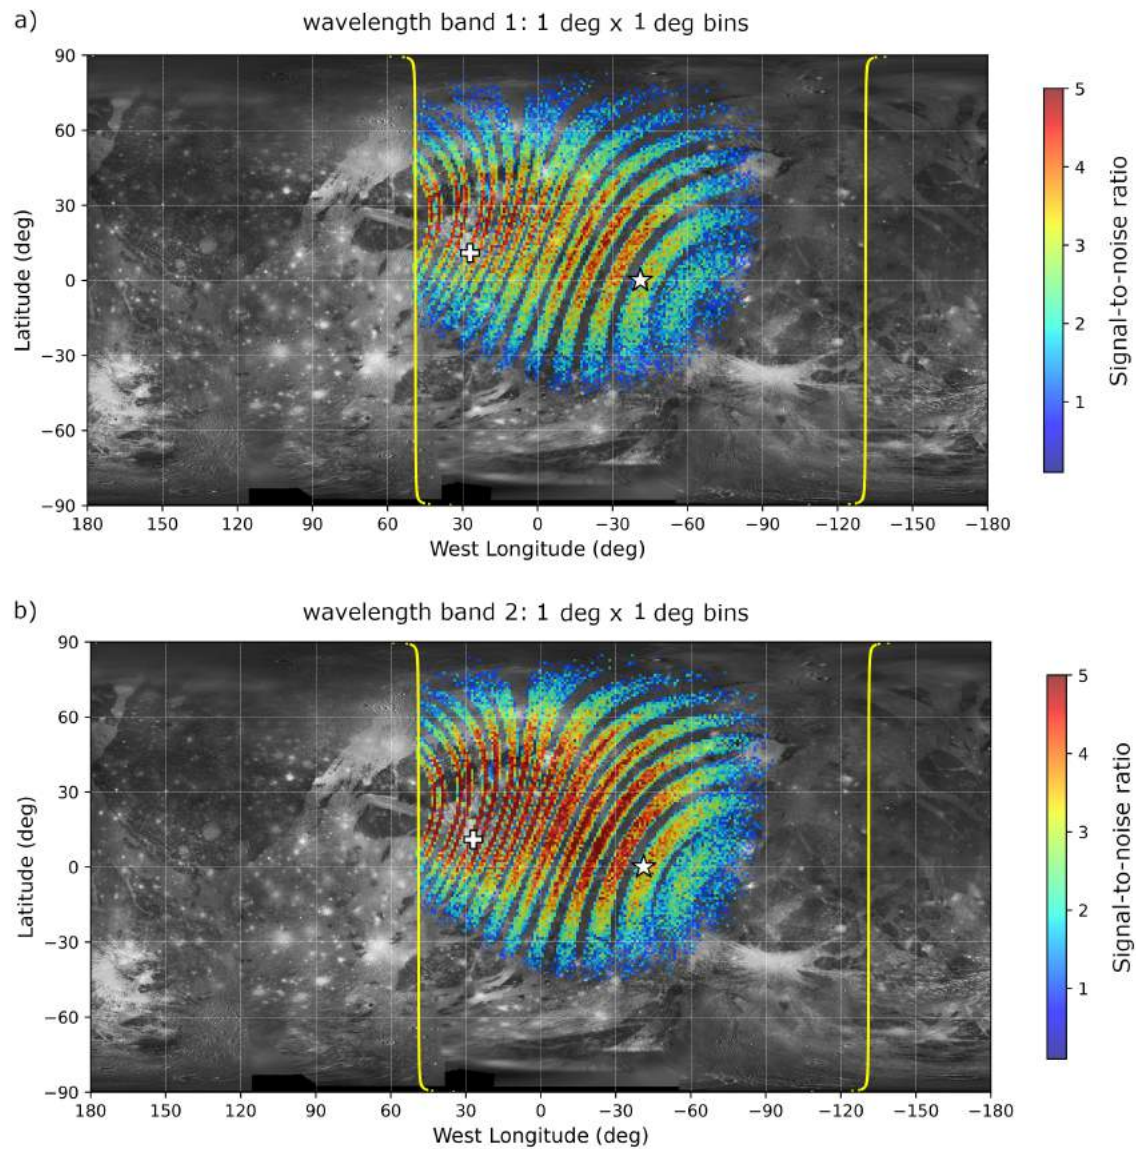 a)
wavelength band 1: 1 deg x 1 deg bins
90
60
30
0
−30
−60
−90
Latitude (deg)
180 150 120 90 60 30 0 −30 −60 −90 −120 −150 −180
West Longitude (deg)
5
4
3
2
1
Signal-to-noise ratio
b)
wavelength band 2: 1 deg x 1 deg bins
90
60
30
0
−30
−60
−90
Latitude (deg)
180 150 120 90 60 30 0 −30 −60 −90 −120 −150 −180
West Longitude (deg)
5
4
3
2
1
Signal-to-noise ratio